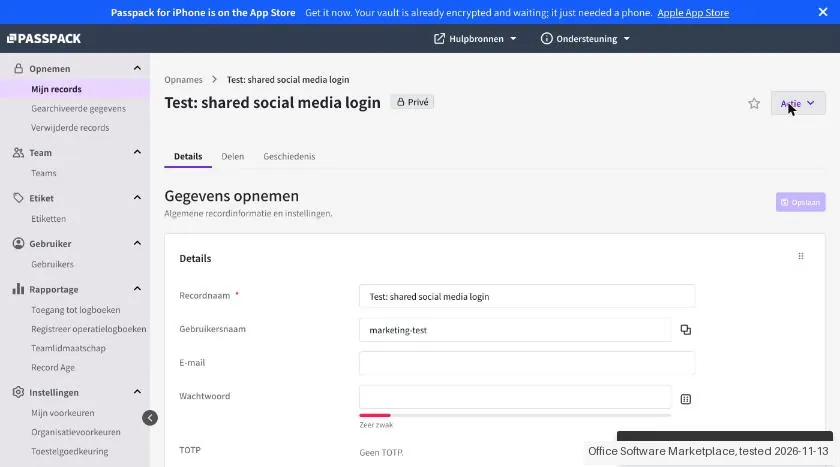 Passpack for iPhone is on the App Store Get it now. Your vault is already encrypted and waiting; it just needed a phone. Apple App Store
PASSPACK
Hulpbronnen
Ondersteuning
Opnemen
Mijn records
Gearchiveerde gegevens
Verwijderde records
Team
Teams
Etiket
Etiketten
Gebruiker
Gebruikers
Rapportage
Toegang tot logboeken
Registreer operatielogboeken
Teamlidmaatschap
Record Age
Instellingen
Mijn voorkeuren
Organisatievoorkeuren
Toestelgoedkeuring
Opnames > Test: shared social media login
Test: shared social media login
Privé
Actie
Details Delen Geschiedenis
Gegevens opnemen
Algemene recordinformatie en instellingen.
Opslaan
Details
Recordnaam * Test: shared social media login
Gebruikersnaam marketing-test
E-mail
Wachtwoord
Zeer zwak
TOTP Geen TOTP.
Office Software Marketplace, tested 2026-11-13